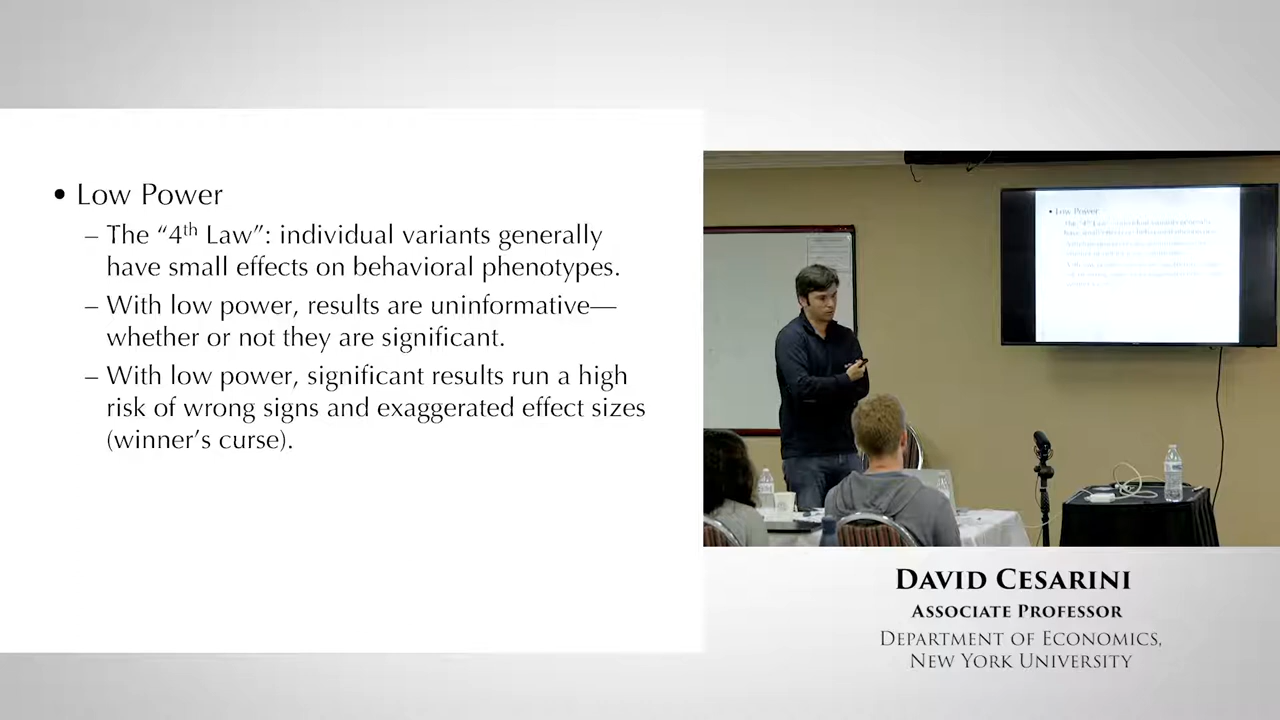 • Low Power
– The “4th Law”: individual variants generally
have small effects on behavioral phenotypes.
– With low power, results are uninformative—
whether or not they are significant.
– With low power, significant results run a high
risk of wrong signs and exaggerated effect sizes
(winner’s curse).
• Low Power
DAVID CESARINI
ASSOCIATE PROFESSOR
DEPARTMENT OF ECONOMICS,
NEW YORK UNIVERSITY